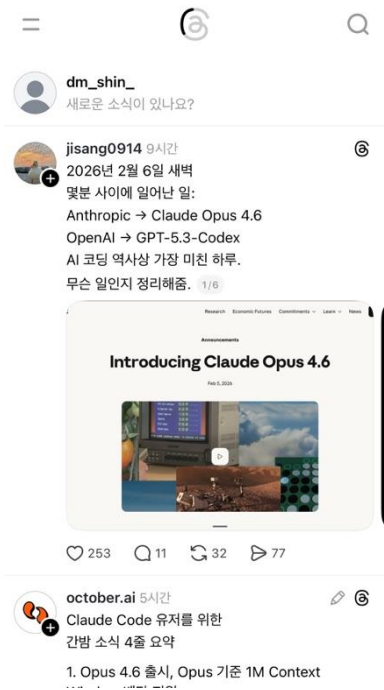 dm_shin_
새로운 소식이 있나요?
jisang0914 9시간
2026년 2월 6일 새벽
몇분 사이에 일어난 일:
Anthropic → Claude Opus 4.6
OpenAI → GPT-5.3-Codex
AI 코딩 역사상 가장 미친 하루.
무슨 일인지 정리해줌. 1/6
Research Economic Futures Commitments Learn News
Announcements
Introducing Claude Opus 4.6
Feb 5, 2026
253 11 32 77
october.ai 5시간
Claude Code 유저를 위한
간밤 소식 4줄 요약
1. Opus 4.6 출시, Opus 기준 1M Context